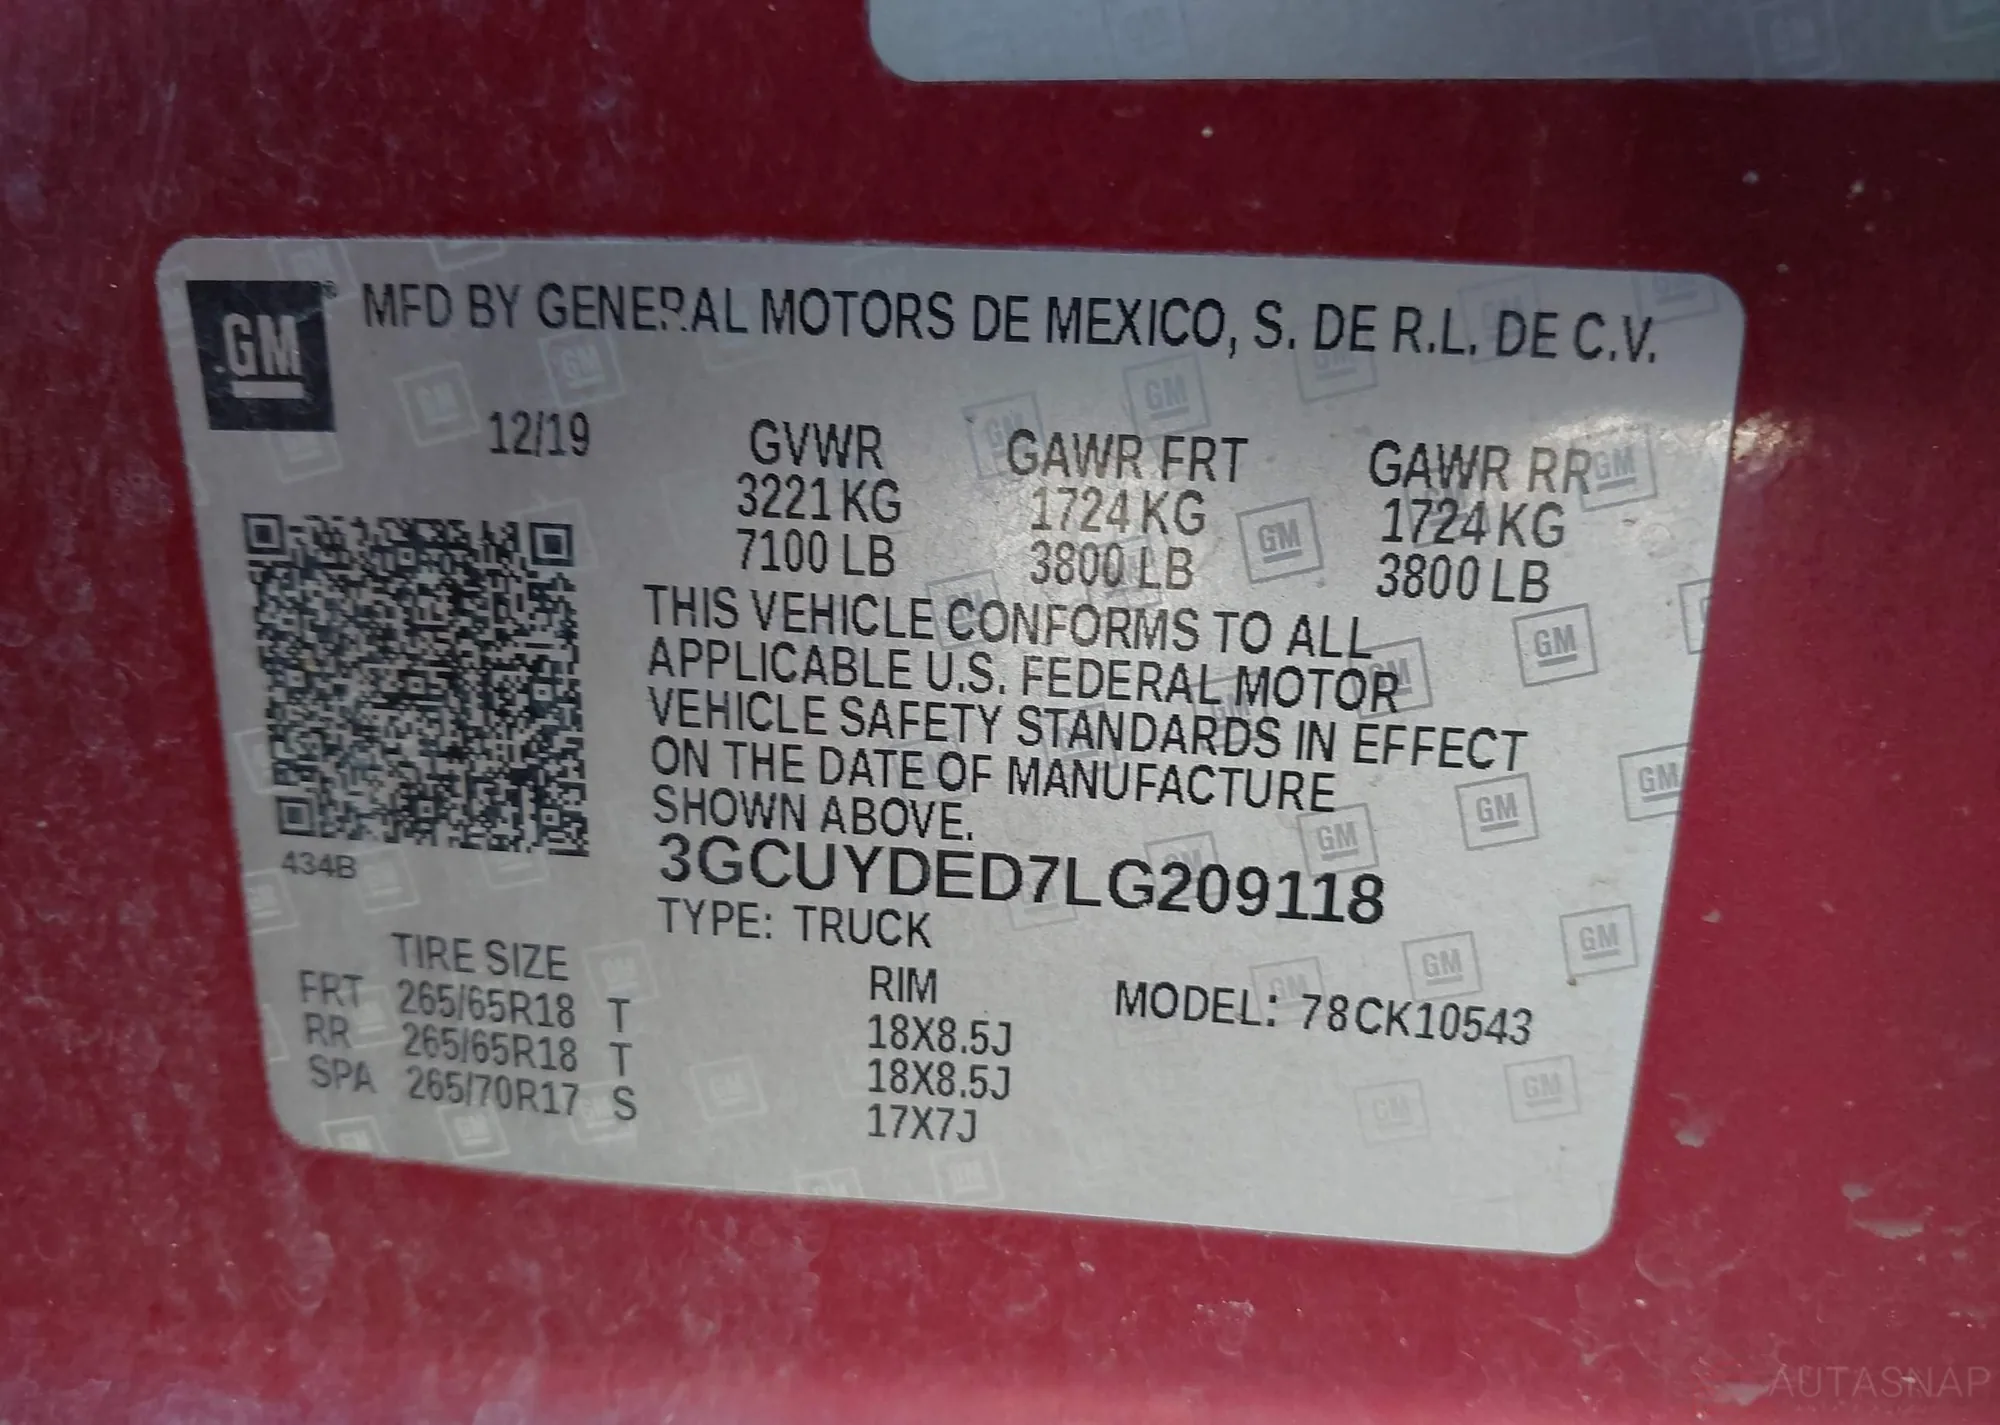 GM
MFD BY GENERAL MOTORS DE MEXICO, S. DE R.L. DE C.V.
12/19
GVWR GAWR FRT GAWR RR
3221 KG 1724 KG 1724 KG
7100 LB 3800 LB 3800 LB
THIS VEHICLE CONFORMS TO ALL
APPLICABLE U.S. FEDERAL MOTOR
VEHICLE SAFETY STANDARDS IN EFFECT
ON THE DATE OF MANUFACTURE
SHOWN ABOVE.
434B
3GCUYDED7LG209118
TYPE: TRUCK
TIRE SIZE RIM MODEL: 78CK10543
FRT 265/65R18 T 18X8.5J
RR 265/65R18 T 18X8.5J
SPA 265/70R17 S 17X7J
AUTASNAP